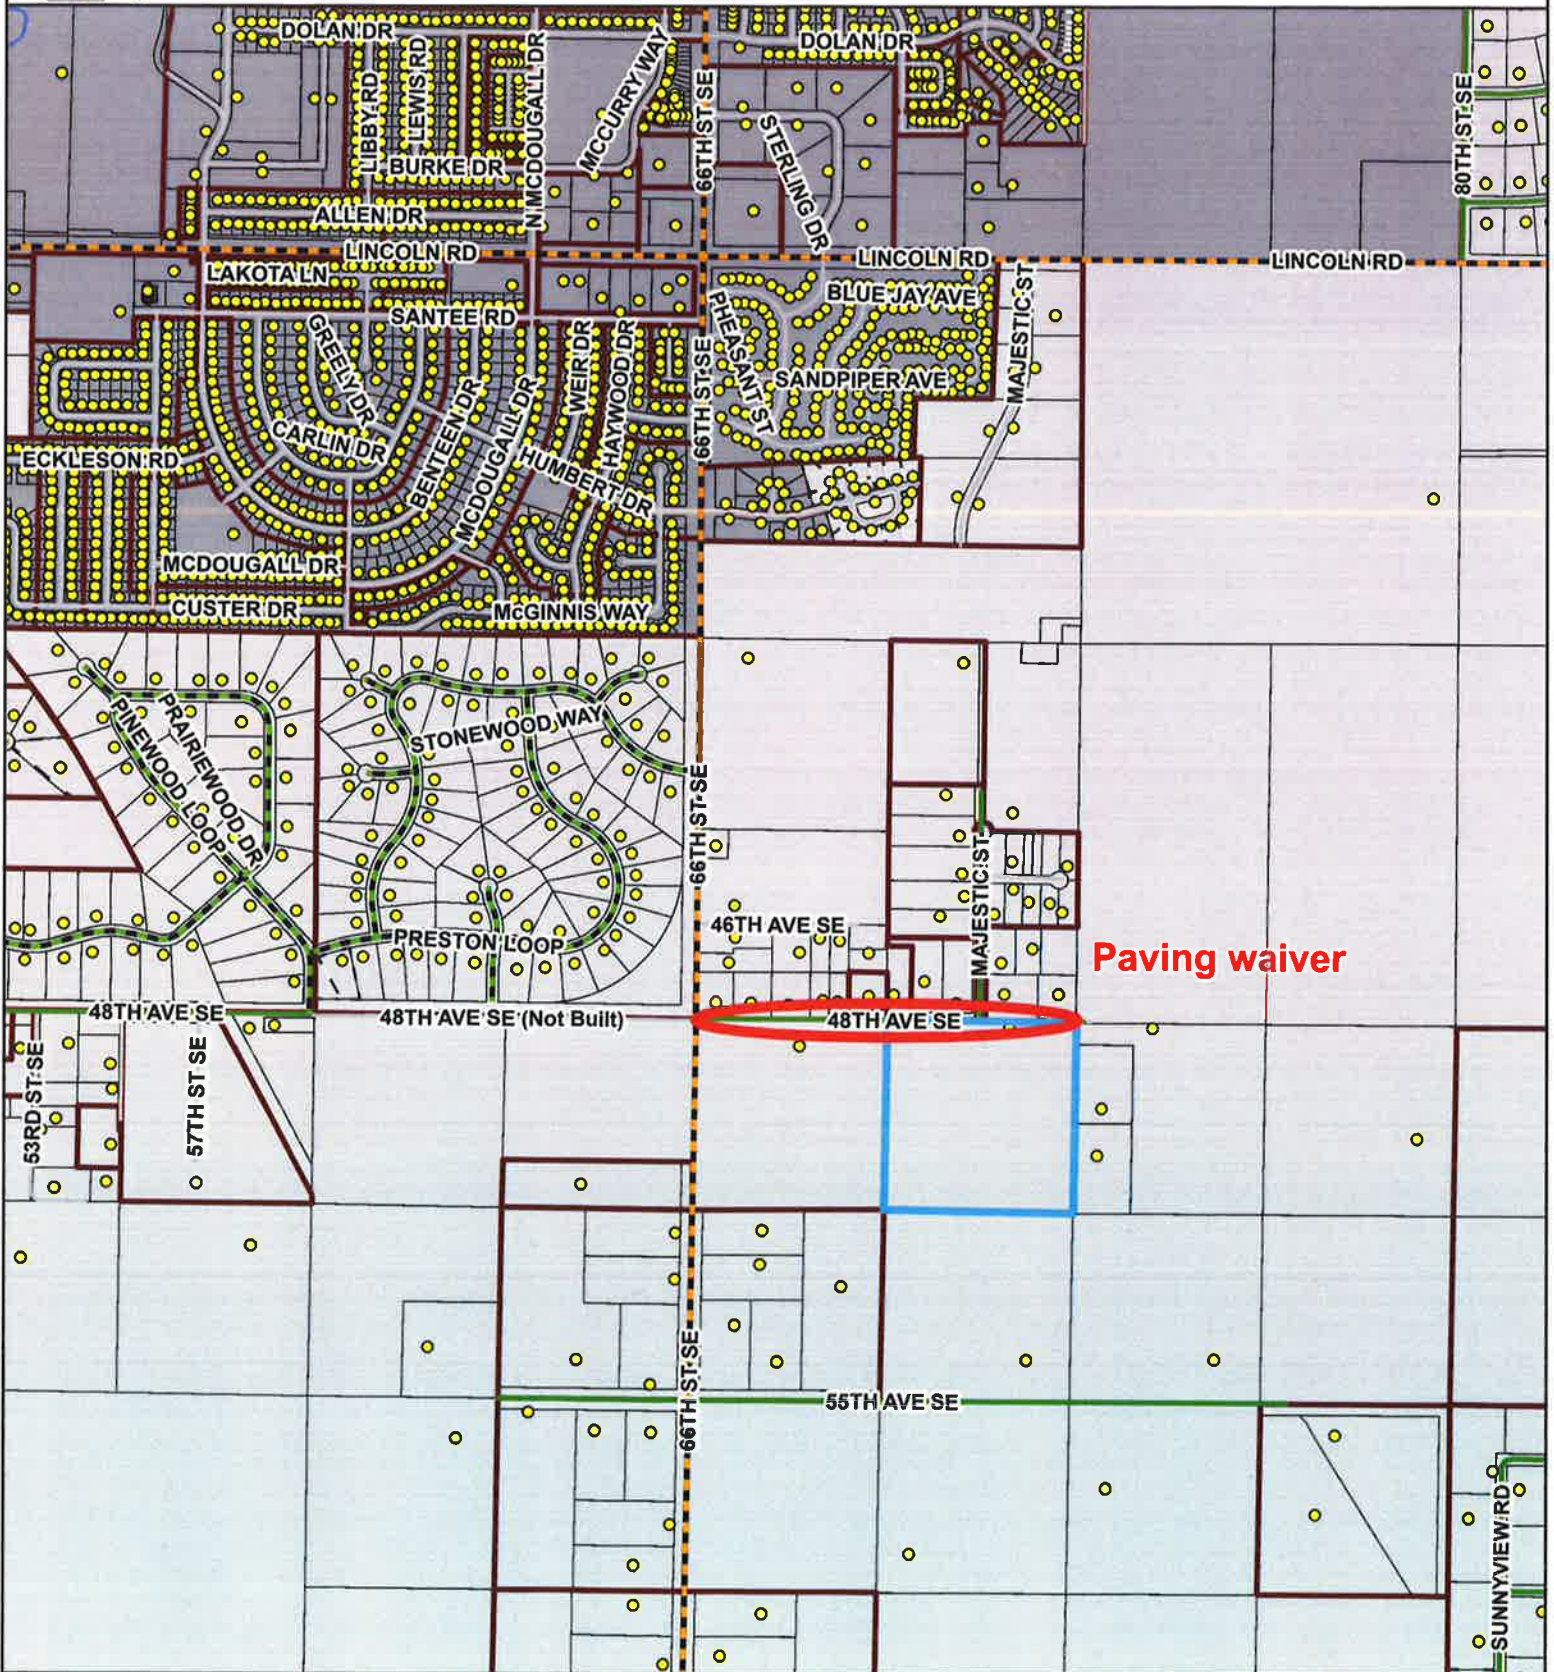 DOLAN DR
DOLAN DR
LIBBY RD
LEWIS RD
N MCDOUGALL DR
MCCURRY WAY
66TH ST SE
STERLING DR
80TH ST SE
BURKE DR
ALLEN DR
LINCOLN RD
LINCOLN RD
LINCOLN RD
LAKOTA LN
SANTEE RD
BLUE JAY AVE
MAJESTIC ST
PHEASANT ST
GREELY DR
WEIR DR
HAYWOOD DR
66TH ST SE
SANDPIPER AVE
CARLIN DR
BENTEEN DR
MCDOUGALL DR
HUMBERT DR
ECKLESON RD
MCDOUGALL DR
CUSTER DR
McGINNIS WAY
PRAIRIEWOOD DR
PINEWOOD LOOP
STONEWOOD WAY
66TH ST SE
MAJESTIC ST
46TH AVE SE
PRESTON LOOP
Paving waiver
48TH AVE SE
48TH AVE SE (Not Built)
48TH AVE SE
53RD ST SE
57TH ST SE
66TH ST SE
55TH AVE SE
SUNNYVIEW RD